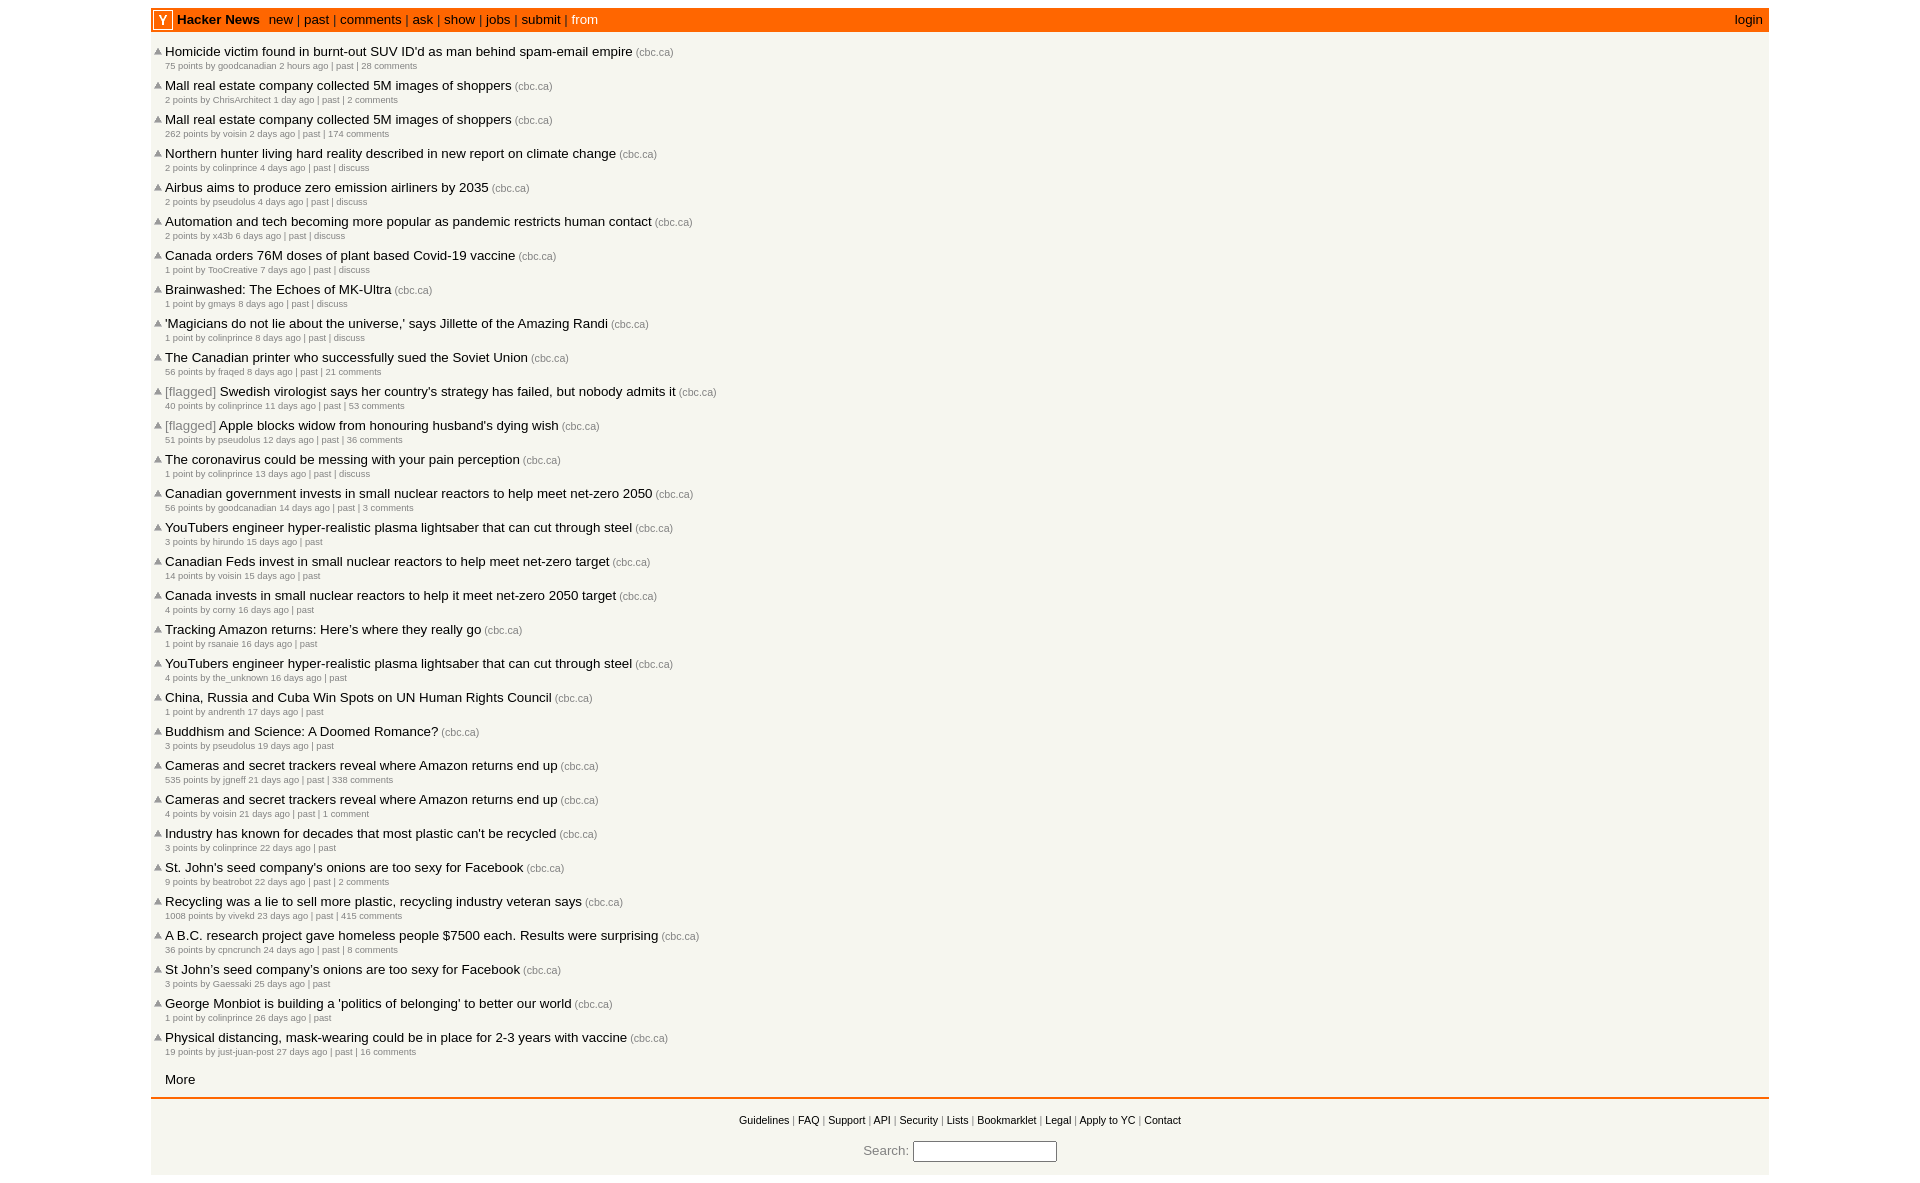 Y Hacker News new | past | comments | ask | show | jobs | submit | from login
Homicide victim found in burnt-out SUV ID'd as man behind spam-email empire (cbc.ca)
75 points by goodcanadian 2 hours ago | past | 28 comments
Mall real estate company collected 5M images of shoppers (cbc.ca)
2 points by ChrisArchitect 1 day ago | past | 2 comments
Mall real estate company collected 5M images of shoppers (cbc.ca)
262 points by voisin 2 days ago | past | 174 comments
Northern hunter living hard reality described in new report on climate change (cbc.ca)
2 points by colinprince 4 days ago | past | discuss
Airbus aims to produce zero emission airliners by 2035 (cbc.ca)
2 points by pseudolus 4 days ago | past | discuss
Automation and tech becoming more popular as pandemic restricts human contact (cbc.ca)
2 points by x43b 6 days ago | past | discuss
Canada orders 76M doses of plant based Covid-19 vaccine (cbc.ca)
1 point by TooCreative 7 days ago | past | discuss
Brainwashed: The Echoes of MK-Ultra (cbc.ca)
1 point by gmays 8 days ago | past | discuss
'Magicians do not lie about the universe,' says Jillette of the Amazing Randi (cbc.ca)
1 point by colinprince 8 days ago | past | discuss
The Canadian printer who successfully sued the Soviet Union (cbc.ca)
56 points by fraqed 8 days ago | past | 21 comments
[flagged] Swedish virologist says her country's strategy has failed, but nobody admits it (cbc.ca)
40 points by colinprince 11 days ago | past | 53 comments
[flagged] Apple blocks widow from honouring husband's dying wish (cbc.ca)
51 points by pseudolus 12 days ago | past | 36 comments
The coronavirus could be messing with your pain perception (cbc.ca)
1 point by colinprince 13 days ago | past | discuss
Canadian government invests in small nuclear reactors to help meet net-zero 2050 (cbc.ca)
56 points by goodcanadian 14 days ago | past | 3 comments
YouTubers engineer hyper-realistic plasma lightsaber that can cut through steel (cbc.ca)
3 points by hirundo 15 days ago | past
Canadian Feds invest in small nuclear reactors to help meet net-zero target (cbc.ca)
14 points by voisin 15 days ago | past
Canada invests in small nuclear reactors to help it meet net-zero 2050 target (cbc.ca)
4 points by corny 16 days ago | past
Tracking Amazon returns: Here’s where they really go (cbc.ca)
1 point by rsanaie 16 days ago | past
YouTubers engineer hyper-realistic plasma lightsaber that can cut through steel (cbc.ca)
4 points by the_unknown 16 days ago | past
China, Russia and Cuba Win Spots on UN Human Rights Council (cbc.ca)
1 point by andrenth 17 days ago | past
Buddhism and Science: A Doomed Romance? (cbc.ca)
3 points by pseudolus 19 days ago | past
Cameras and secret trackers reveal where Amazon returns end up (cbc.ca)
535 points by jgneff 21 days ago | past | 338 comments
Cameras and secret trackers reveal where Amazon returns end up (cbc.ca)
4 points by voisin 21 days ago | past | 1 comment
Industry has known for decades that most plastic can't be recycled (cbc.ca)
3 points by colinprince 22 days ago | past
St. John's seed company's onions are too sexy for Facebook (cbc.ca)
9 points by beatrobot 22 days ago | past | 2 comments
Recycling was a lie to sell more plastic, recycling industry veteran says (cbc.ca)
1008 points by vivekd 23 days ago | past | 415 comments
A B.C. research project gave homeless people $7500 each. Results were surprising (cbc.ca)
36 points by cpncrunch 24 days ago | past | 8 comments
St John’s seed company’s onions are too sexy for Facebook (cbc.ca)
3 points by Gaessaki 25 days ago | past
George Monbiot is building a 'politics of belonging' to better our world (cbc.ca)
1 point by colinprince 26 days ago | past
Physical distancing, mask-wearing could be in place for 2-3 years with vaccine (cbc.ca)
19 points by just-juan-post 27 days ago | past | 16 comments
More
Guidelines | FAQ | Support | API | Security | Lists | Bookmarklet | Legal | Apply to YC | Contact
Search: